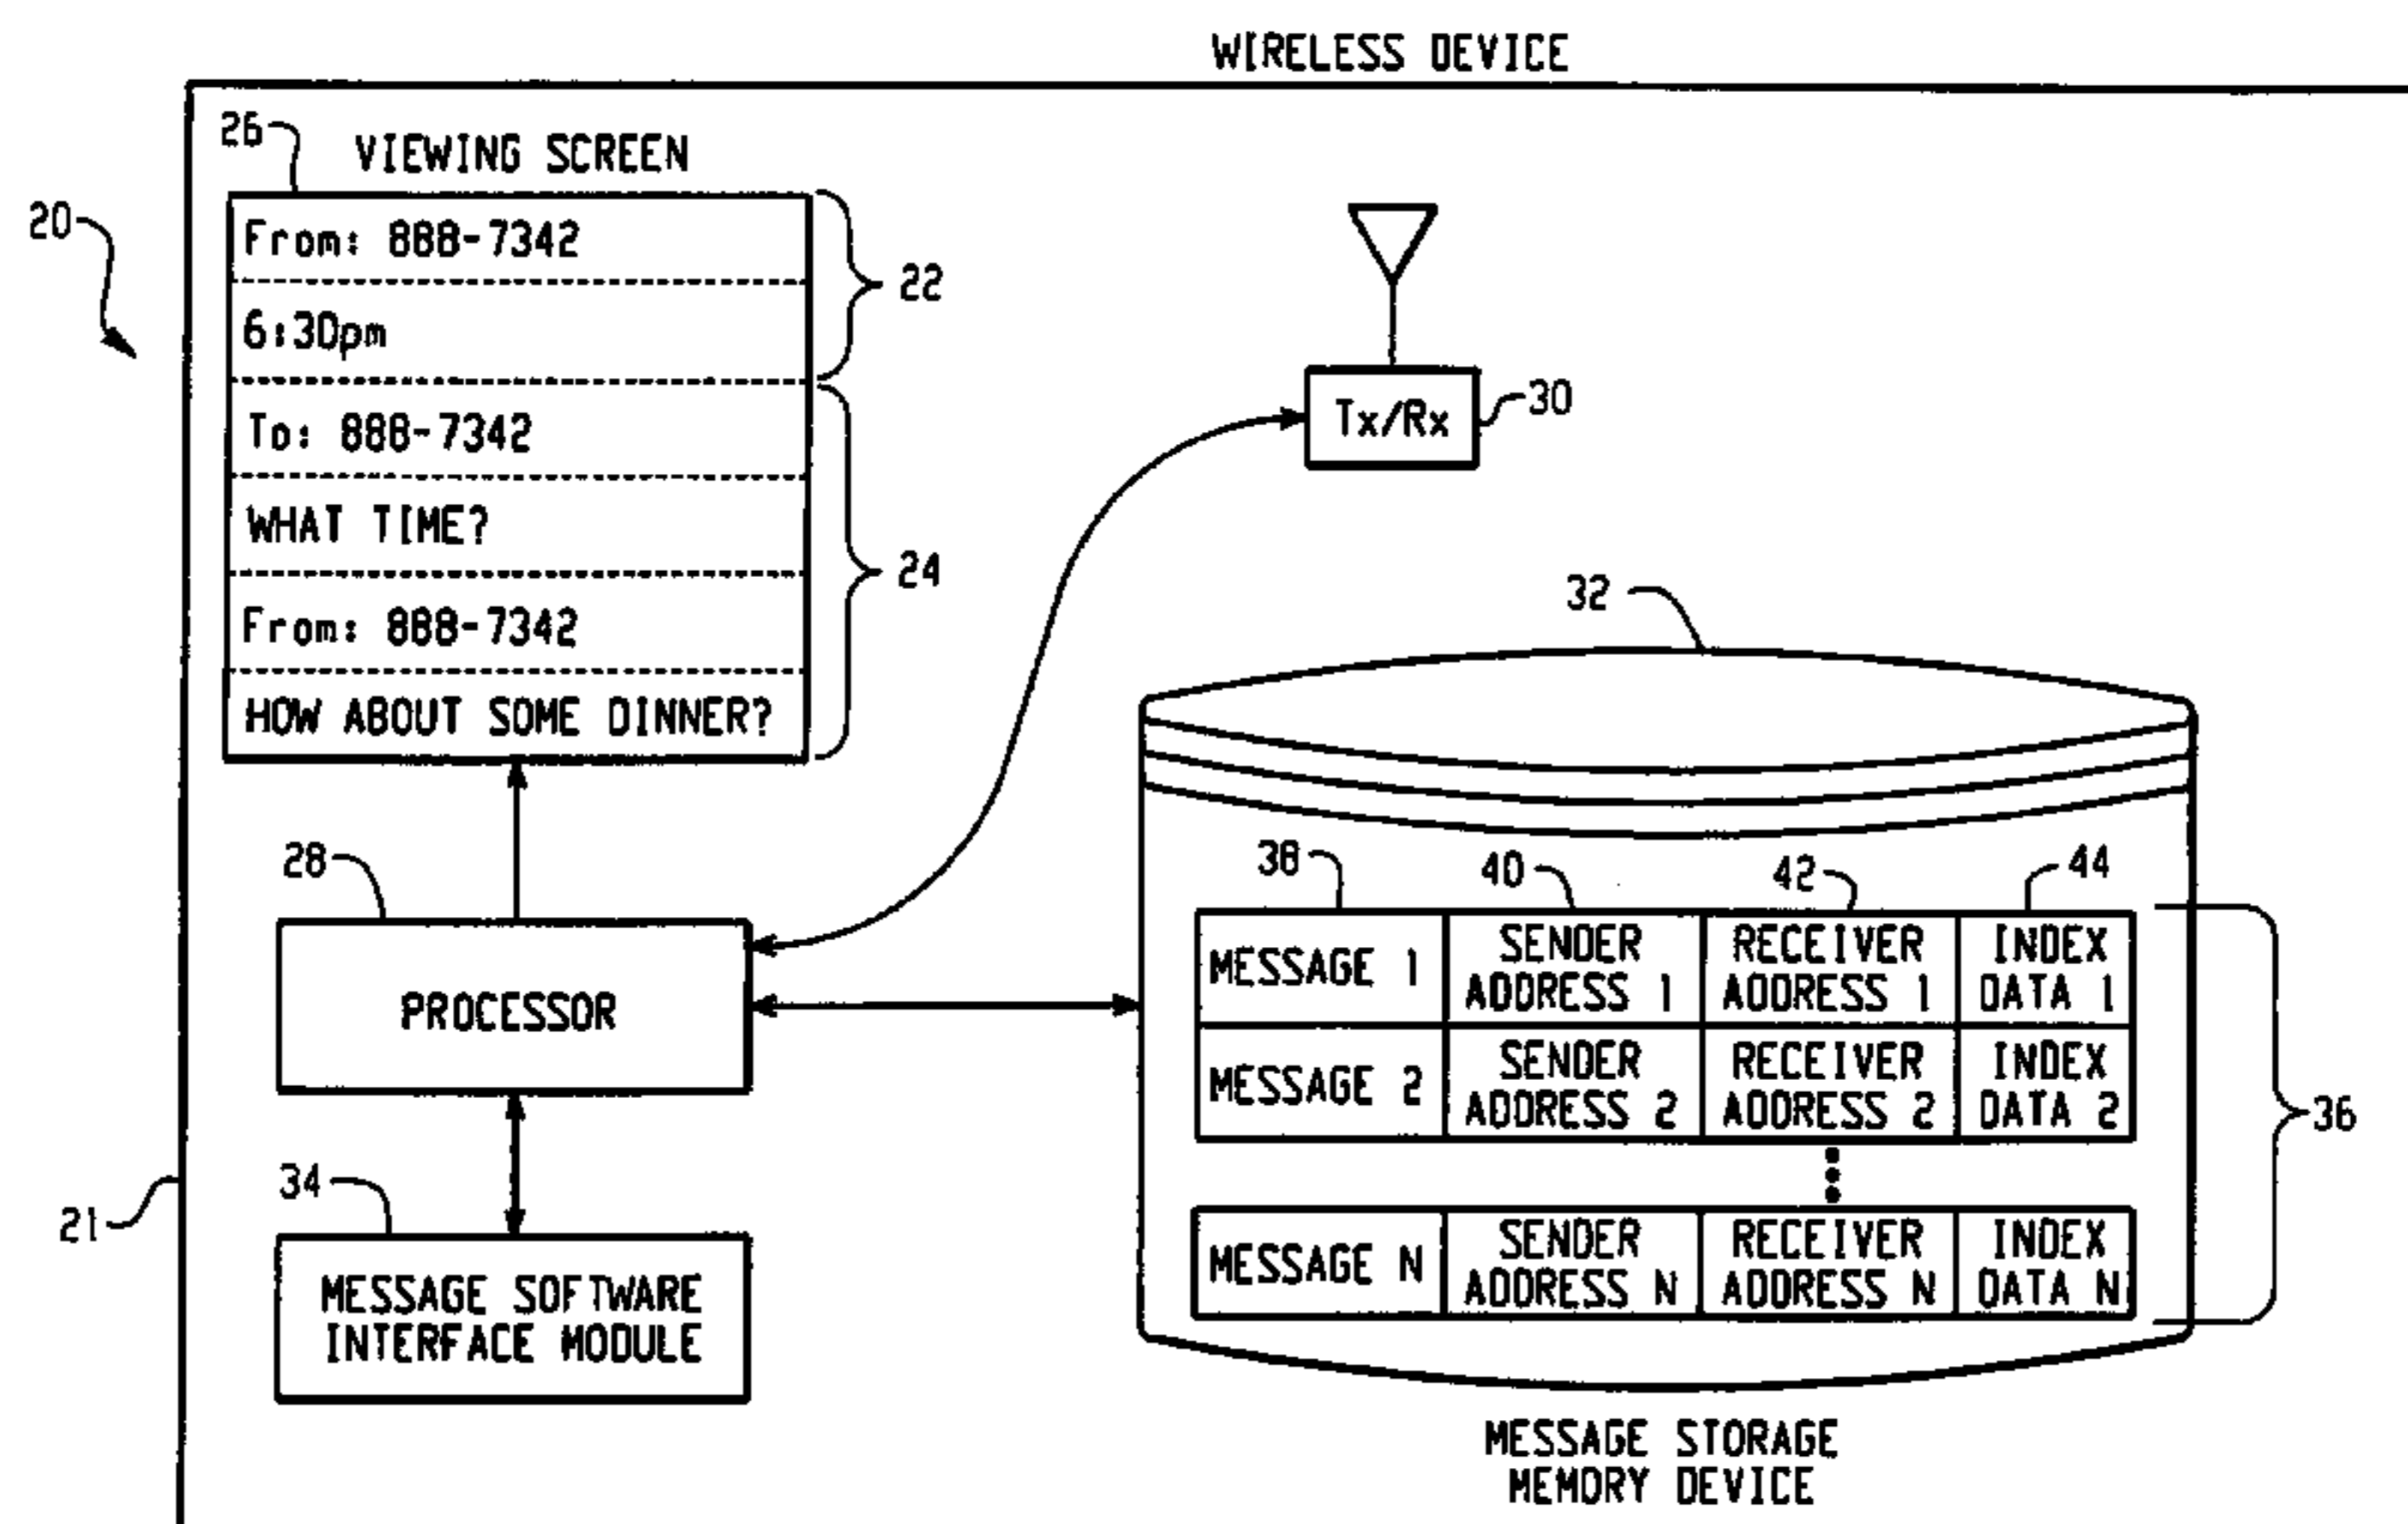 WIRELESS DEVICE
26
VIEWING SCREEN
20
From: 888-7342
22
6:30pm
To: 888-7342
30
Tx/Rx
WHAT TIME?
24
32
From: 888-7342
HOW ABOUT SOME DINNER?
28
38 40 42 44
PROCESSOR
MESSAGE 1
SENDER
ADDRESS 1
RECEIVER
ADDRESS 1
INDEX
DATA 1
MESSAGE 2
SENDER
ADDRESS 2
RECEIVER
ADDRESS 2
INDEX
DATA 2
36
34
21
MESSAGE SOFTWARE
INTERFACE MODULE
MESSAGE N
SENDER
ADDRESS N
RECEIVER
ADDRESS N
INDEX
DATA N
MESSAGE STORAGE
MEMORY DEVICE